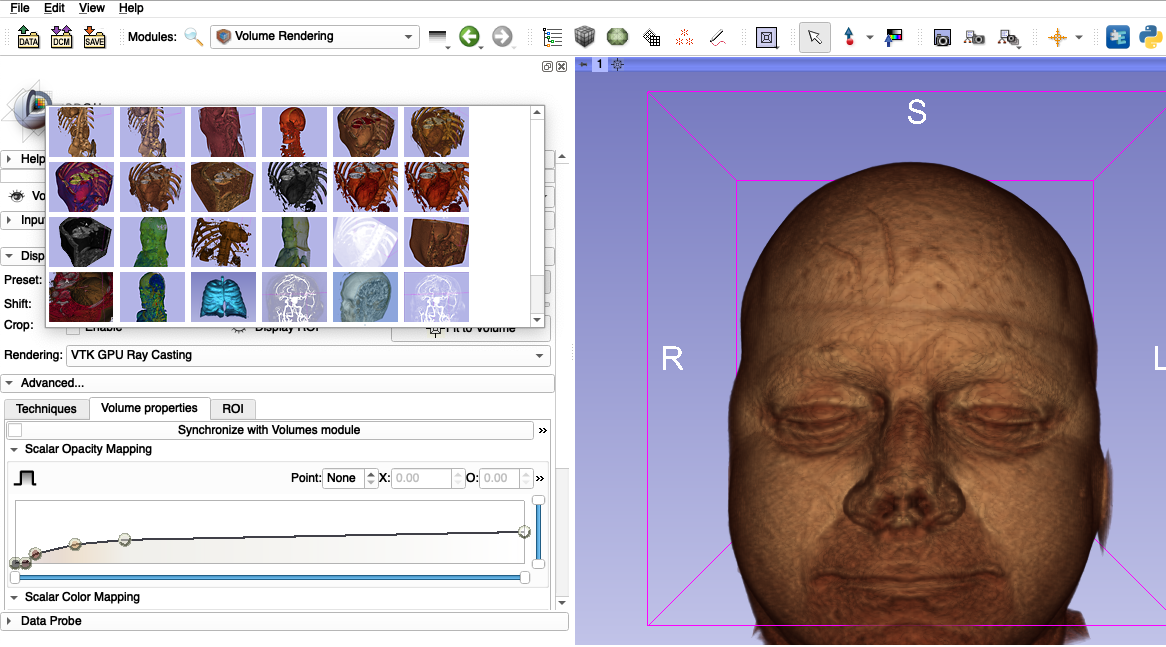 File Edit View Help
DATA DCM SAVE Modules: Volume Rendering
1
S
Help
Vo
Inpu
Disp
Preset:
Shift:
Crop: Enable Display ROI Fit to Volume
R L
Rendering: VTK GPU Ray Casting
Advanced...
Techniques Volume properties ROI
Synchronize with Volumes module »
Scalar Opacity Mapping
Point: None X: 0.00 O: 0.00 »
Scalar Color Mapping
Data Probe